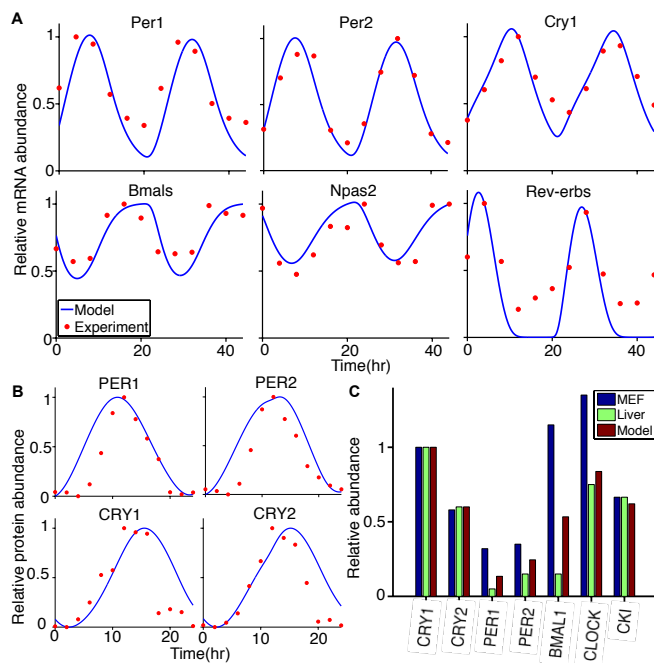 A
Per1
Per2
Cry1
Relative mRNA abundance
1
0.5
0
Bmals
Npas2
Rev-erbs
1
0.5
0
Model
Experiment
0
20
40
0
20
40
0
20
40
Time(hr)
Time(hr)
B
PER1
PER2
Relative protein abundance
1
0.5
0
CRY1
CRY2
1
0.5
0
0
10
20
0
10
20
Time(hr)
C
MEF
Liver
Model
Relative abundance
1
0.5
0
CRY1
CRY2
PER1
PER2
BMAL1
CLOCK
CKI